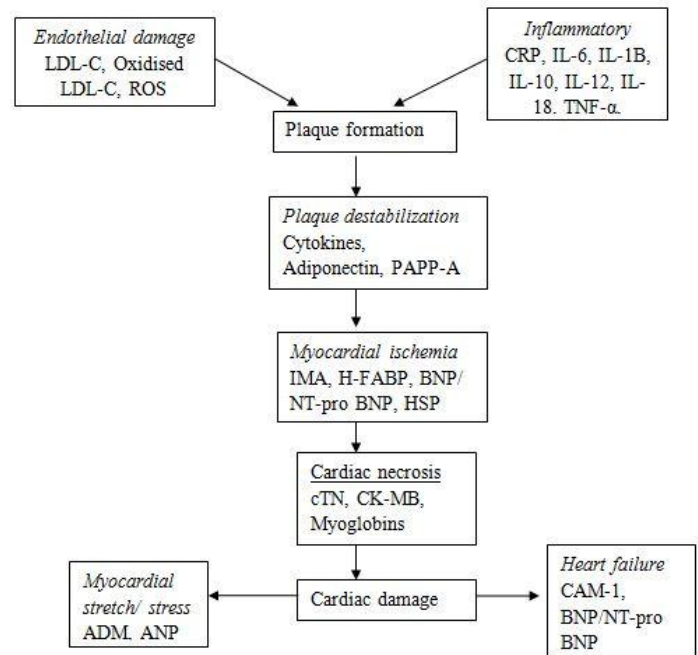 Endothelial damage
LDL-C, Oxidised
LDL-C, ROS
Inflammatory
CRP, IL-6, IL-1B,
IL-10, IL-12, IL-
18. TNF-α.
Plaque formation
Plaque destabilization
Cytokines,
Adiponectin, PAPP-A
Myocardial ischemia
IMA, H-FABP, BNP/
NT-pro BNP, HSP
Cardiac necrosis
cTN, CK-MB,
Myoglobins
Myocardial
stretch/ stress
ADM. ANP
Cardiac damage
Heart failure
CAM-1,
BNP/NT-pro
BNP